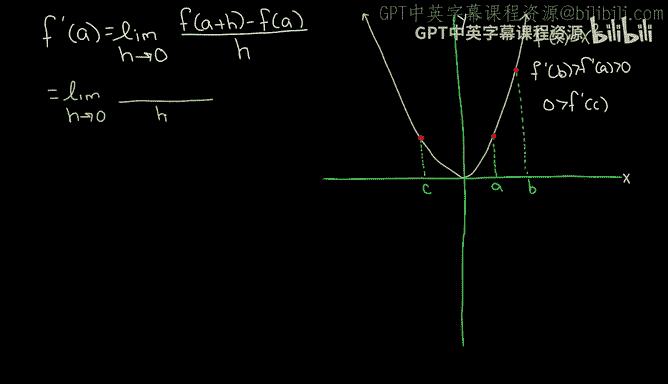 GPT中英字幕课程资源@bilibili.com
GPT中英字幕课程资源 bilibili
f'(a) = lim h→0 f(a+h)-f(a) / h
= lim h→0 / h
f'(b)>f'(a)>0
0>f'(c)
c a b x